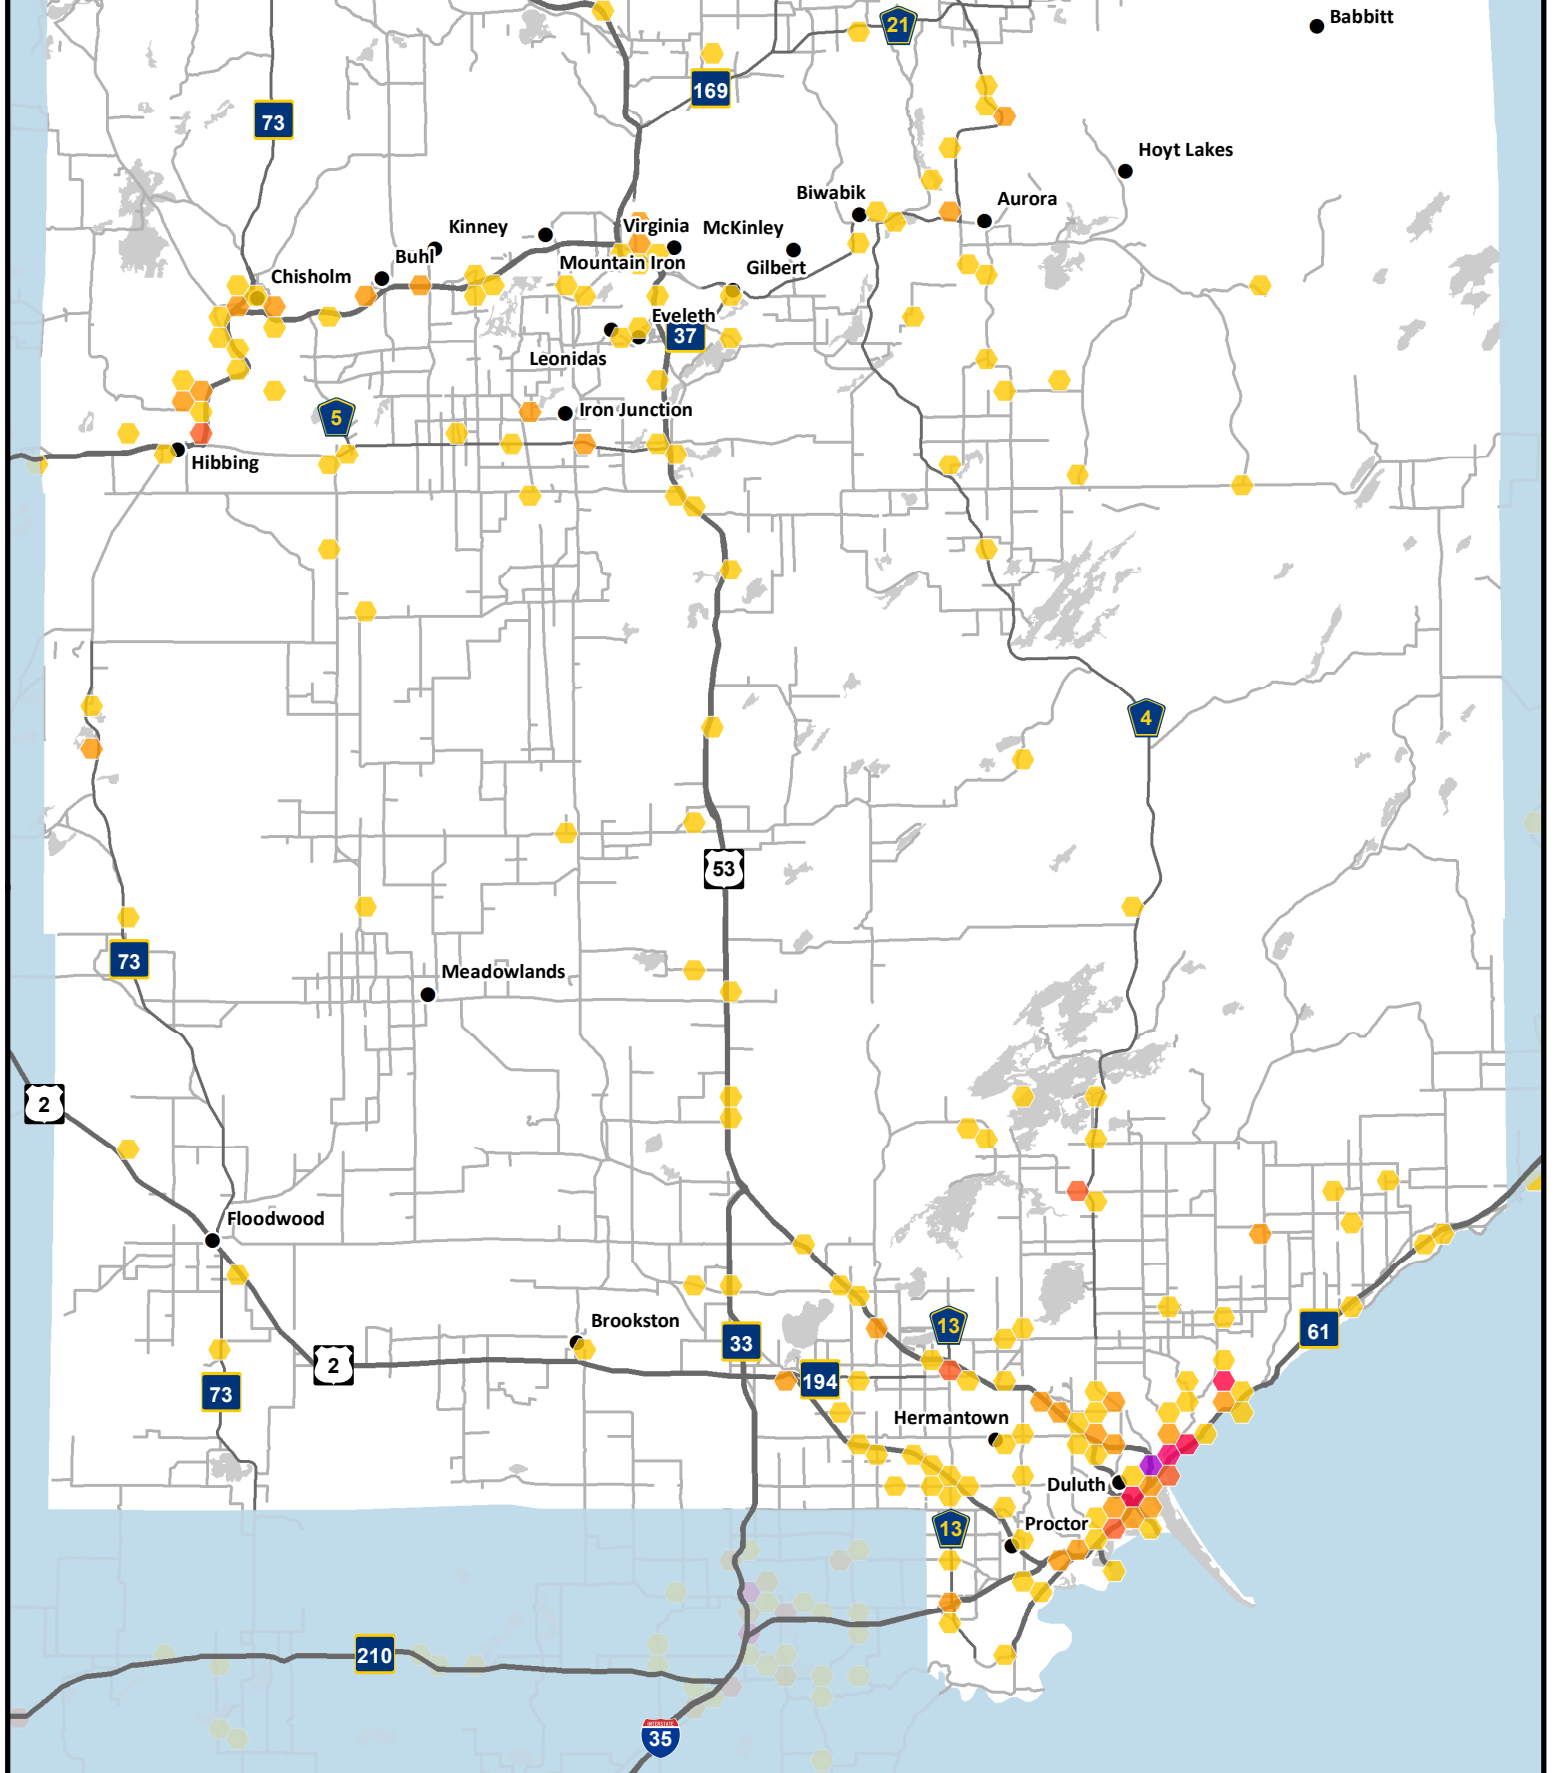 Babbitt
21
169
73
Hoyt Lakes
Biwabik
Aurora
Kinney
Virginia
McKinley
Buhl
Mountain Iron
Gilbert
Chisholm
Eveleth
37
Leonidas
5
Iron Junction
Hibbing
4
53
73
Meadowlands
2
Floodwood
Brookston
13
61
33
2
194
73
Hermantown
Duluth
Proctor
13
210
INTERSTATE
35